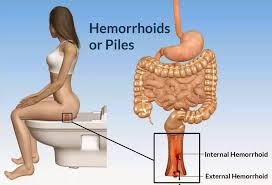 Hemorrhoids
or Piles
Internal Hemorrhoid
External Hemorrhoid